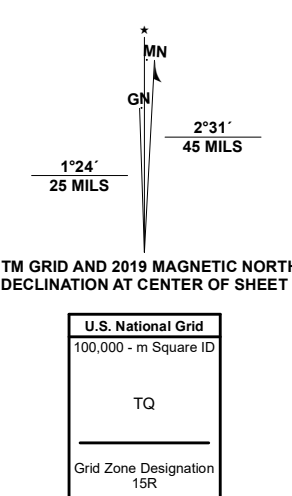 ★
MN
GN
2°31´
45 MILS
1°24´
25 MILS
TM GRID AND 2019 MAGNETIC NORTH
DECLINATION AT CENTER OF SHEET
U.S. National Grid
100,000 - m Square ID
TQ
Grid Zone Designation
15R